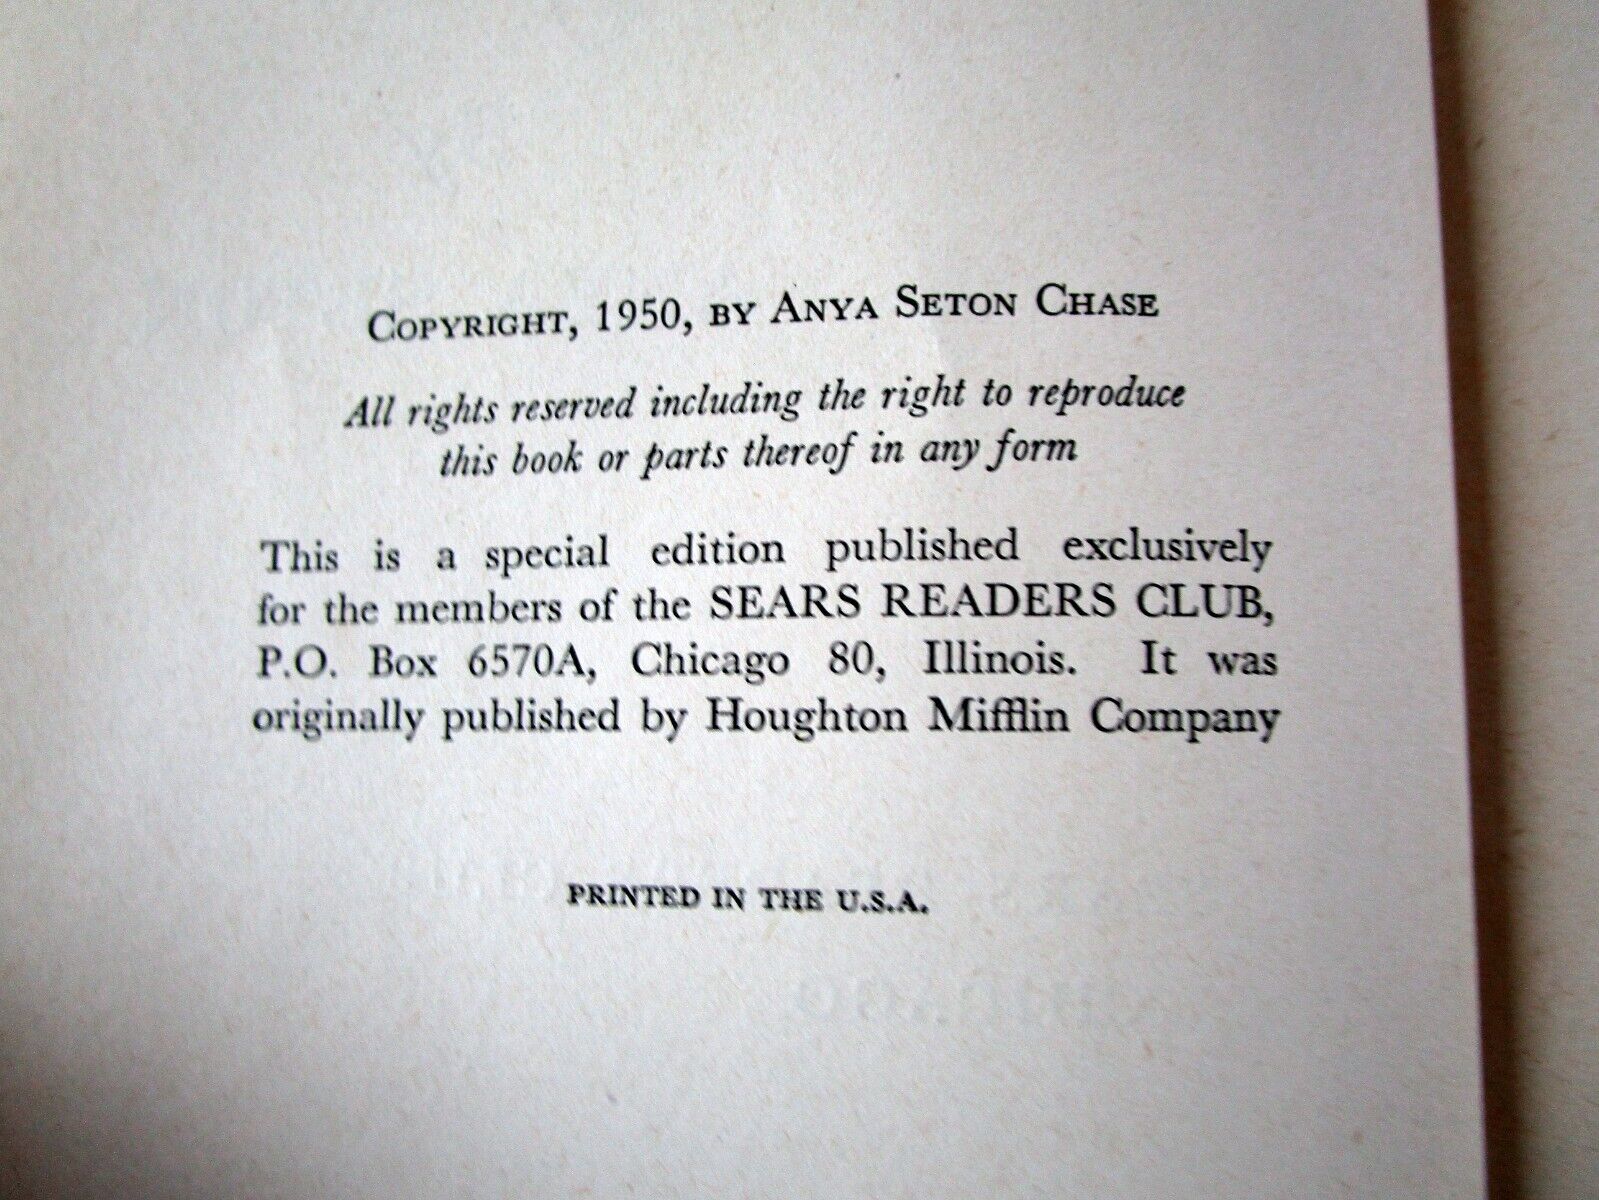 COPYRIGHT, 1950, BY ANYA SETON CHASE
All rights reserved including the right to reproduce
this book or parts thereof in any form
This is a special edition published exclusively
for the members of the SEARS READERS CLUB,
P.O. Box 6570A, Chicago 80, Illinois. It was
originally published by Houghton Mifflin Company
PRINTED IN THE U.S.A.